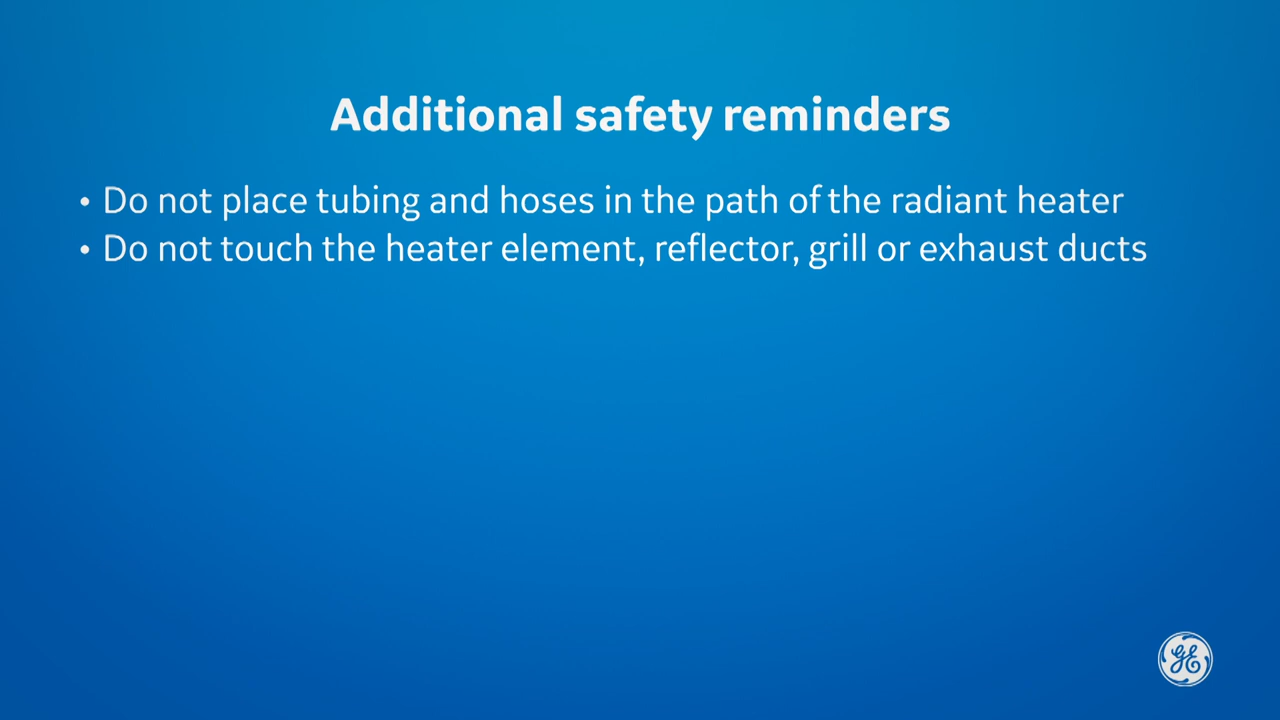 Additional safety reminders
• Do not place tubing and hoses in the path of the radiant heater
• Do not touch the heater element, reflector, grill or exhaust ducts
GE